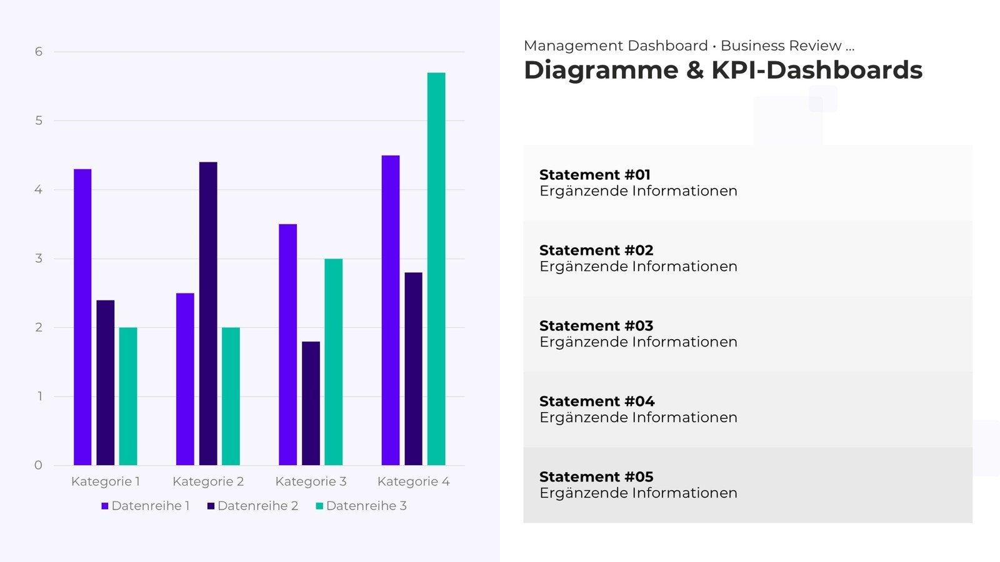 6
5
4
3
2
1
0
Kategorie 1 Kategorie 2 Kategorie 3 Kategorie 4
Datenreihe 1 Datenreihe 2 Datenreihe 3
Management Dashboard • Business Review ...
Diagramme & KPI-Dashboards
Statement #01
Ergänzende Informationen
Statement #02
Ergänzende Informationen
Statement #03
Ergänzende Informationen
Statement #04
Ergänzende Informationen
Statement #05
Ergänzende Informationen